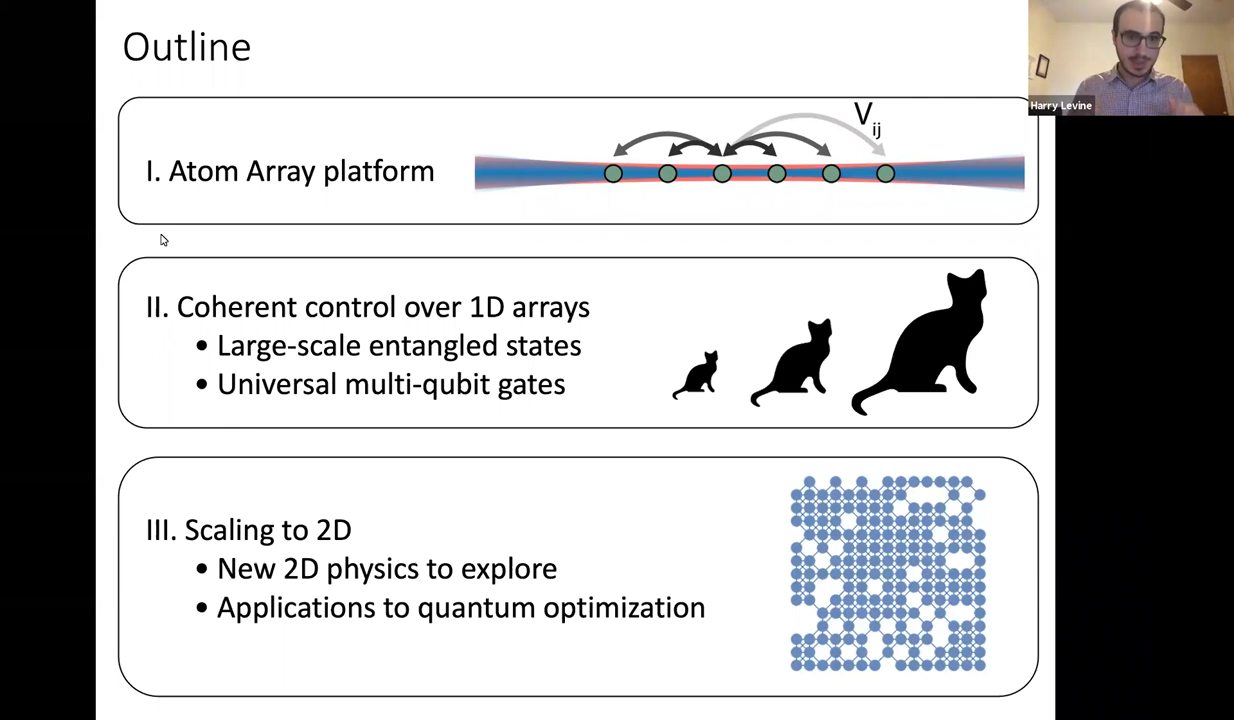 Outline
Harry Levine
I. Atom Array platform
V_ij
II. Coherent control over 1D arrays
• Large-scale entangled states
• Universal multi-qubit gates
III. Scaling to 2D
• New 2D physics to explore
• Applications to quantum optimization